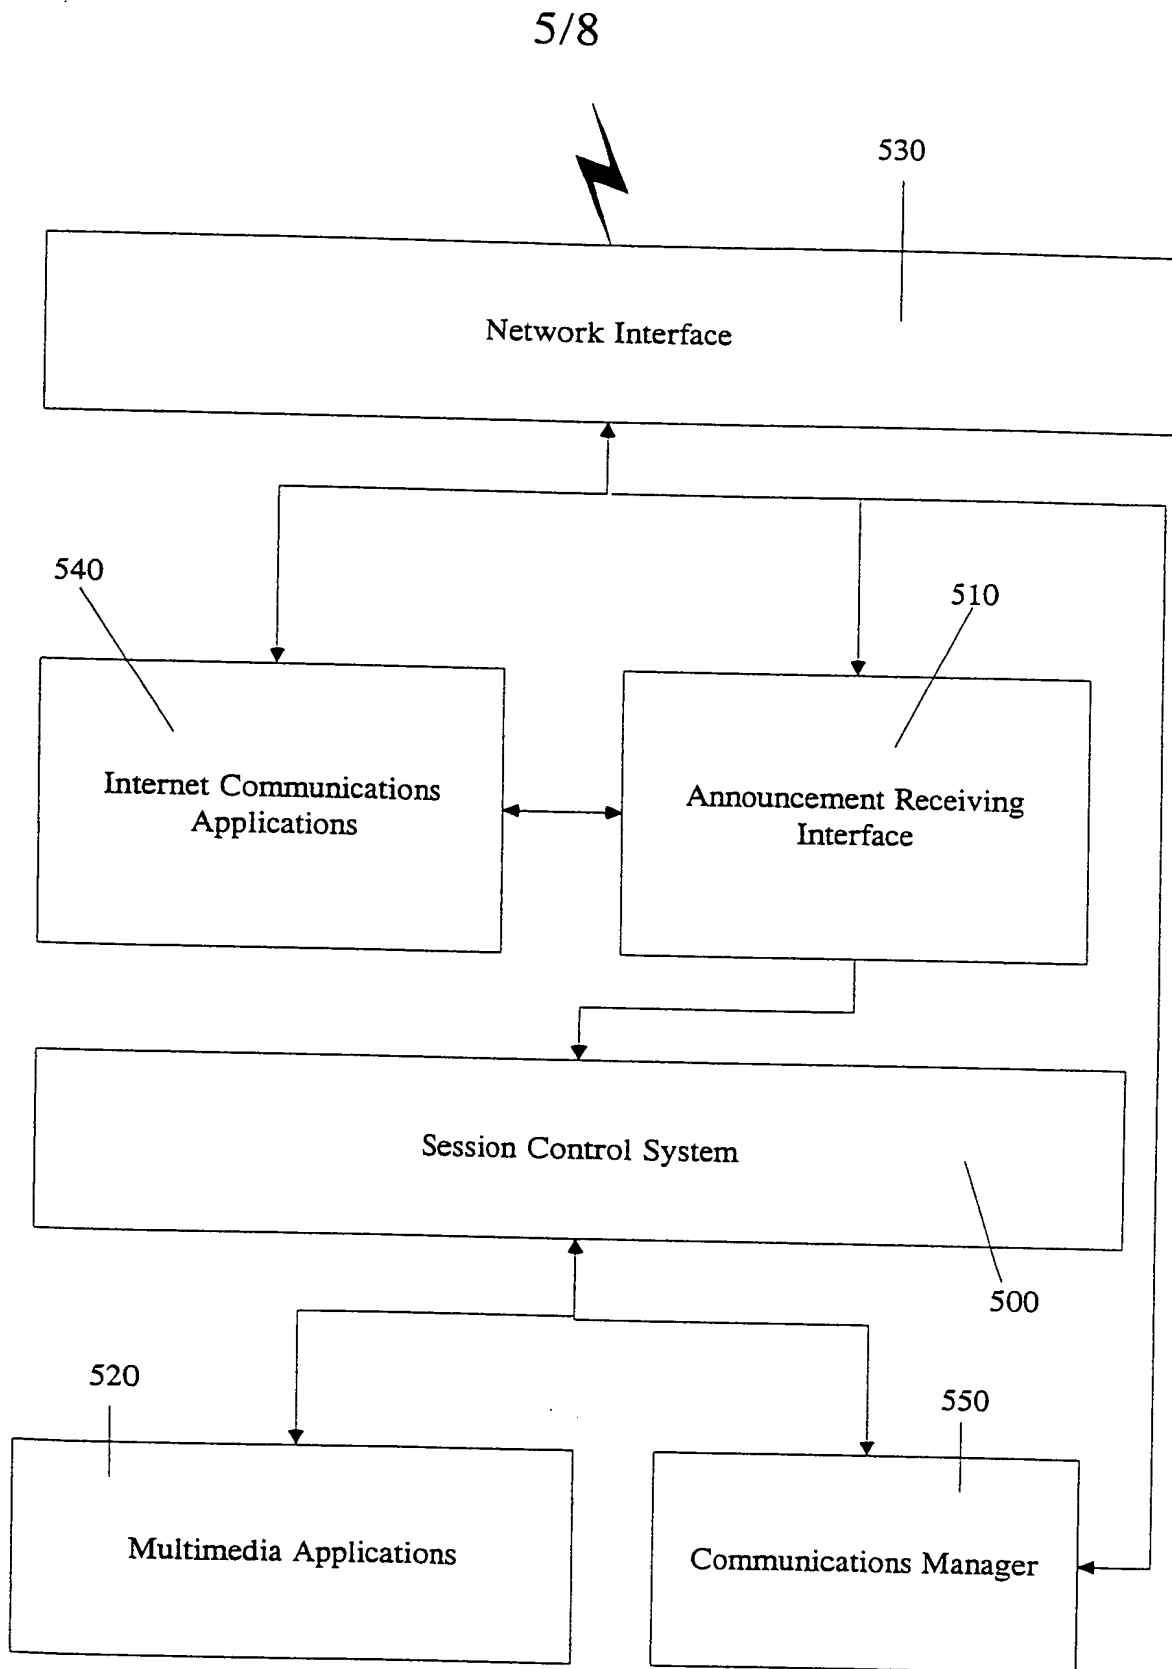 5/8
530
Network Interface
540
510
Internet Communications
Applications
Announcement Receiving
Interface
Session Control System
500
520
550
Multimedia Applications
Communications Manager